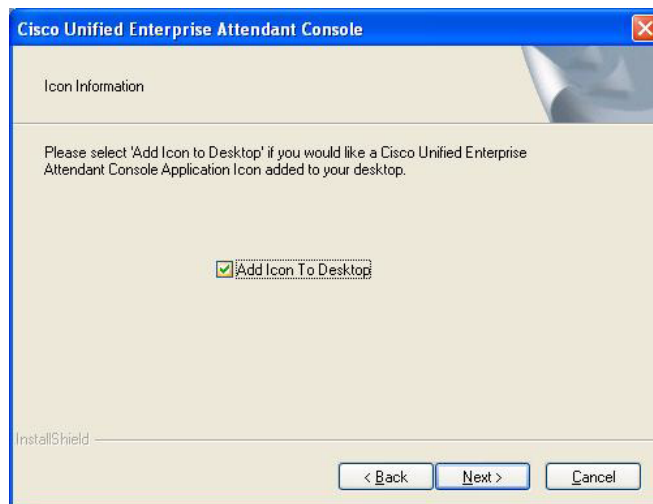 Cisco Unified Enterprise Attendant Console
Icon Information
Please select 'Add Icon to Desktop' if you would like a Cisco Unified Enterprise
Attendant Console Application Icon added to your desktop.
Add Icon To Desktop
InstallShield
< Back Next > Cancel